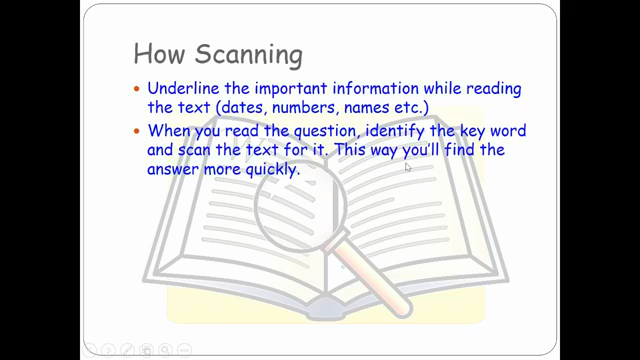 How Scanning
• Underline the important information while reading
the text (dates, numbers, names etc.)
• When you read the question, identify the key word
and scan the text for it. This way you'll find the
answer more quickly.